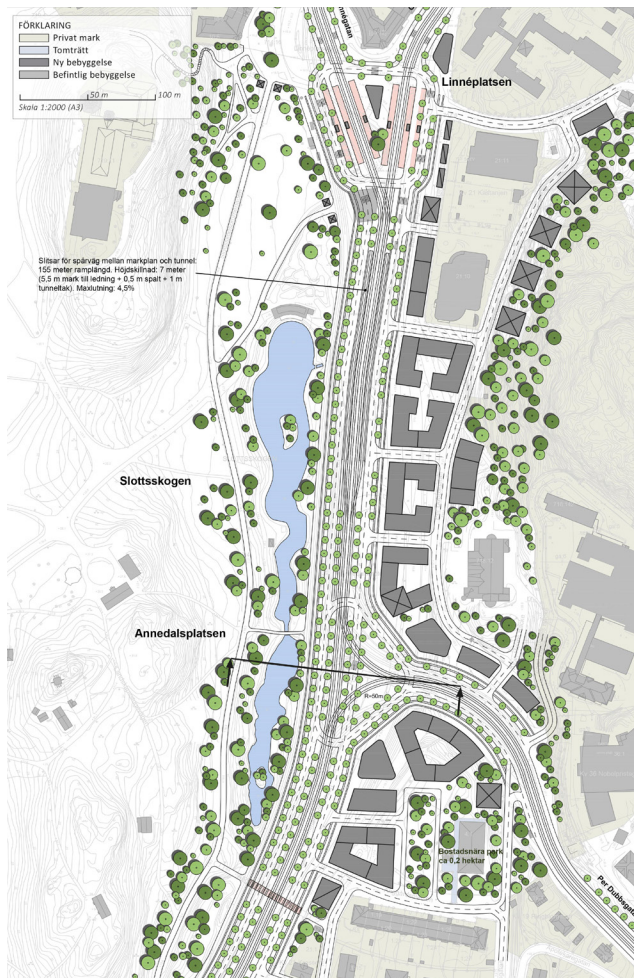 FÖRKLARING
Privat mark
Tomträtt
Ny bebyggelse
Befintlig bebyggelse
50 m 100 m
Skala 1:2000 (A3)
Linnégatan
Linnéplatsen
Slitsar för spårväg mellan markplan och tunnel:
155 meter ramplängd. Höjdskillnad: 7 meter
(5,5 m mark till ledning + 0,5 m spalt + 1 m
tunneltak). Maxlutning: 4,5%
Slottsskogen
Annedalsplatsen
R=50m
Bostadsnära park
ca 0,2 hektar
Per Dubbsgatan